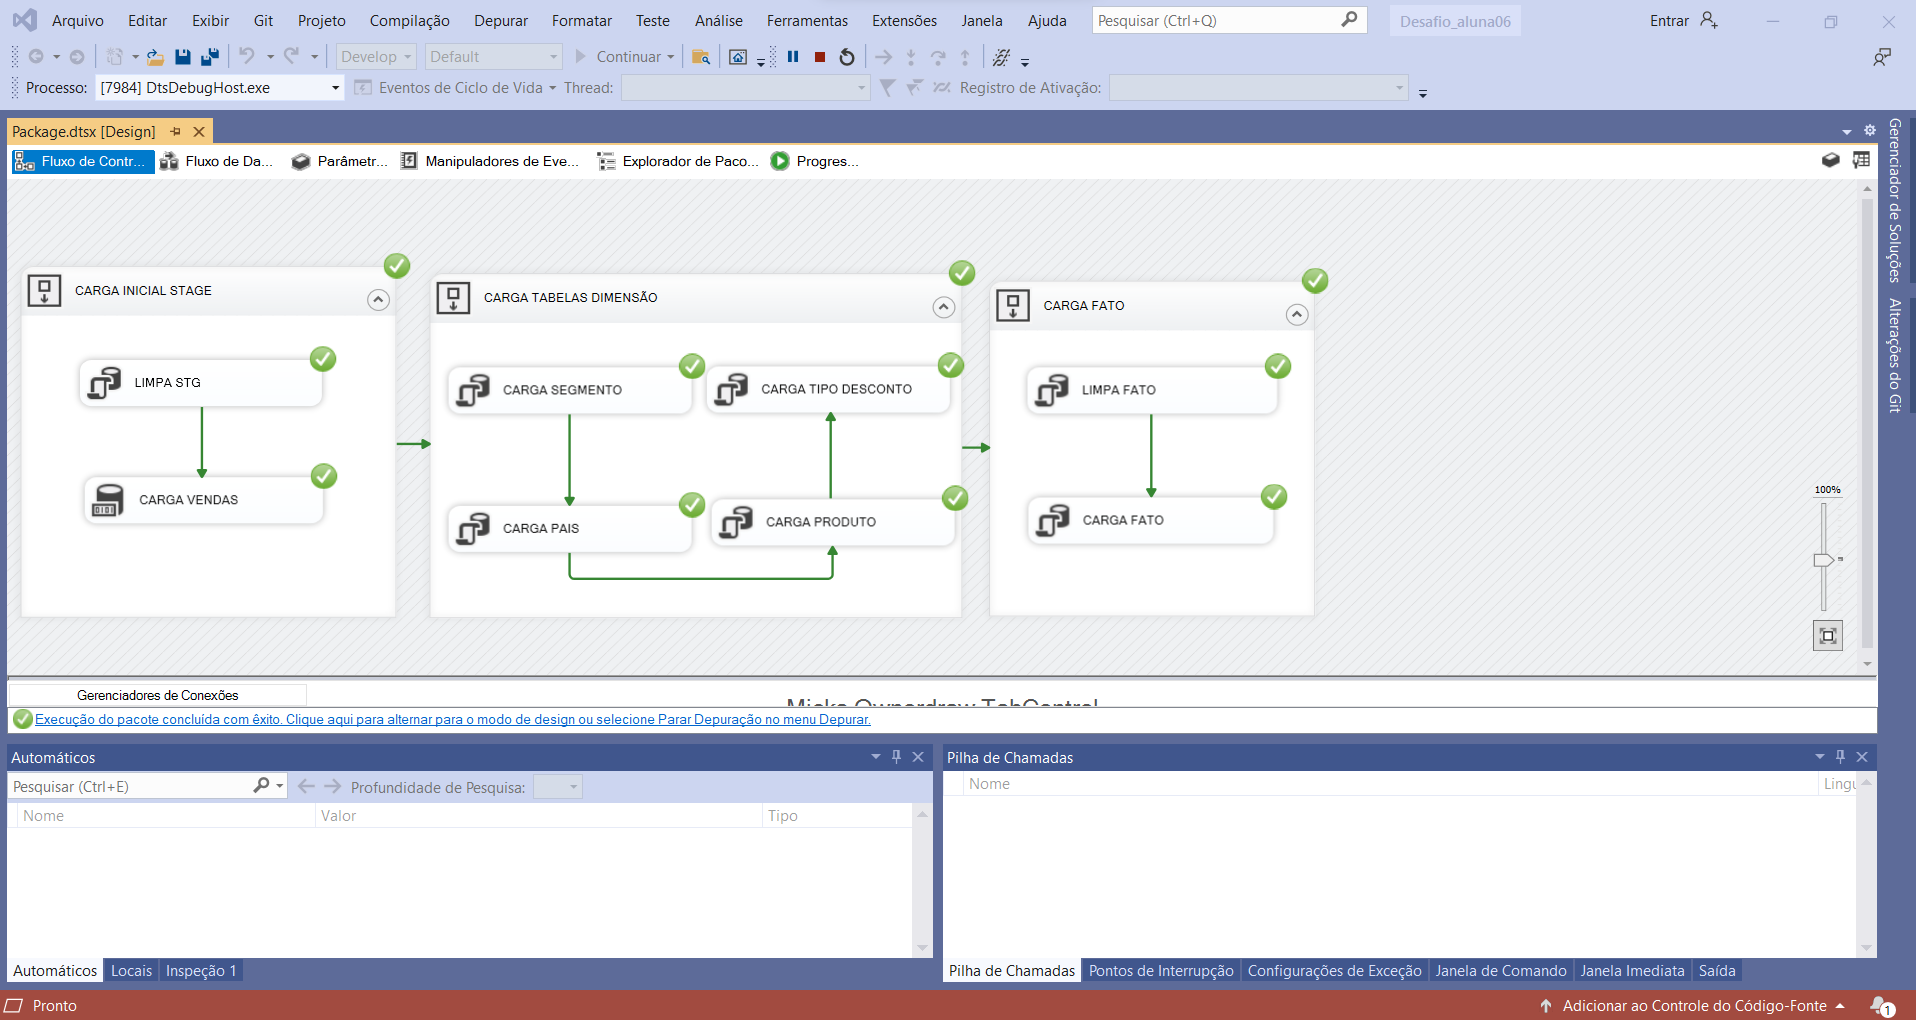 Arquivo Editar Exibir Git Projeto Compilação Depurar Formatar Teste Análise Ferramentas Extensões Janela Ajuda Pesquisar (Ctrl+Q) Desafio_aluna06 Entrar
Develop Default Continuar
Processo: [7984] DtsDebugHost.exe Eventos de Ciclo de Vida Thread: Registro de Ativação:
Package.dtsx [Design]
Fluxo de Contr... Fluxo de Da... Parâmetr... Manipuladores de Eve... Explorador de Paco... Progres...
Gerenciador de Soluções
Alterações do Git
CARGA INICIAL STAGE
LIMPA STG
CARGA VENDAS
CARGA TABELAS DIMENSÃO
CARGA SEGMENTO
CARGA TIPO DESCONTO
CARGA PAIS
CARGA PRODUTO
CARGA FATO
LIMPA FATO
CARGA FATO
100%
Gerenciadores de Conexões
Micks Ownerdraw TabControl
Execução do pacote concluída com êxito. Clique aqui para alternar para o modo de design ou selecione Parar Depuração no menu Depurar.
Automáticos
Pesquisar (Ctrl+E) Profundidade de Pesquisa:
Nome Valor Tipo
Automáticos Locais Inspeção 1
Pilha de Chamadas
Nome Lingu
Pilha de Chamadas Pontos de Interrupção Configurações de Exceção Janela de Comando Janela Imediata Saída
Pronto Adicionar ao Controle do Código-Fonte 1